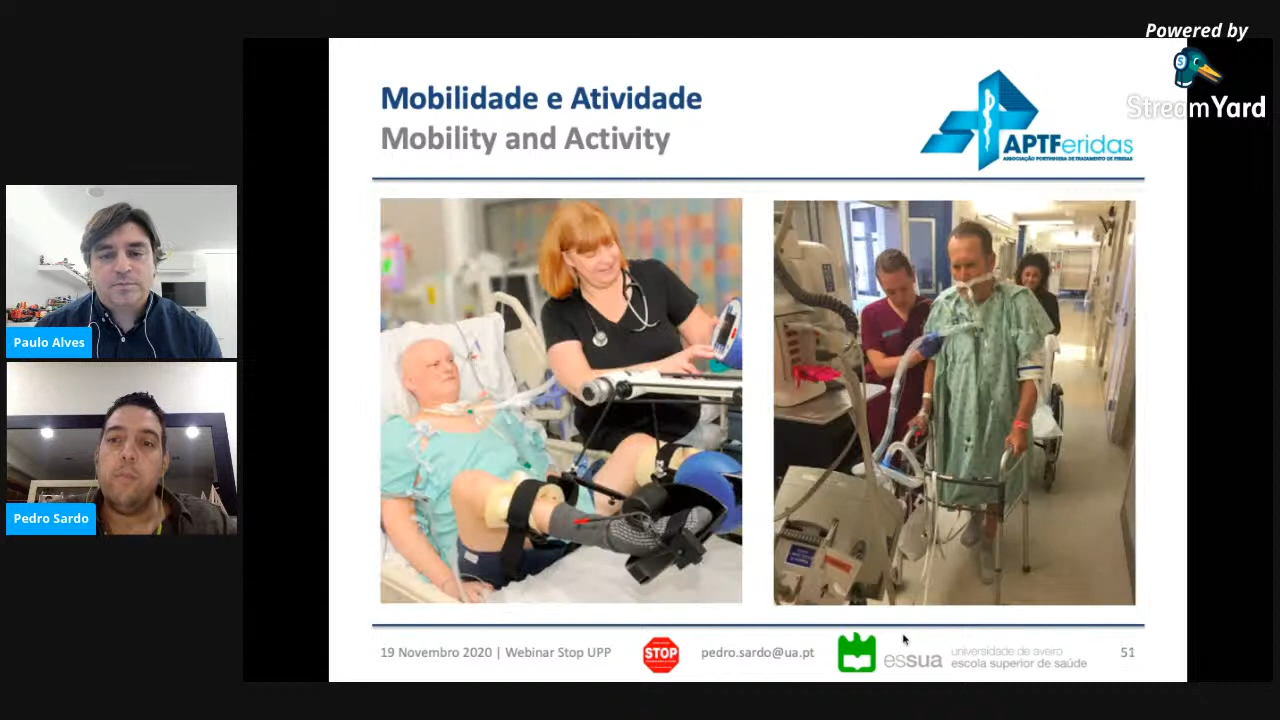 Powered by
StreamYard
Mobilidade e Atividade
Mobility and Activity
APTFeridas
ASSOCIAÇÃO PORTUGUESA DE TRATAMENTO DE FERIDAS
Paulo Alves
Pedro Sardo
19 Novembro 2020 | Webinar Stop UPP
STOP
pedro.sardo@ua.pt
essua
universidade de aveiro
escola superior de saúde
51